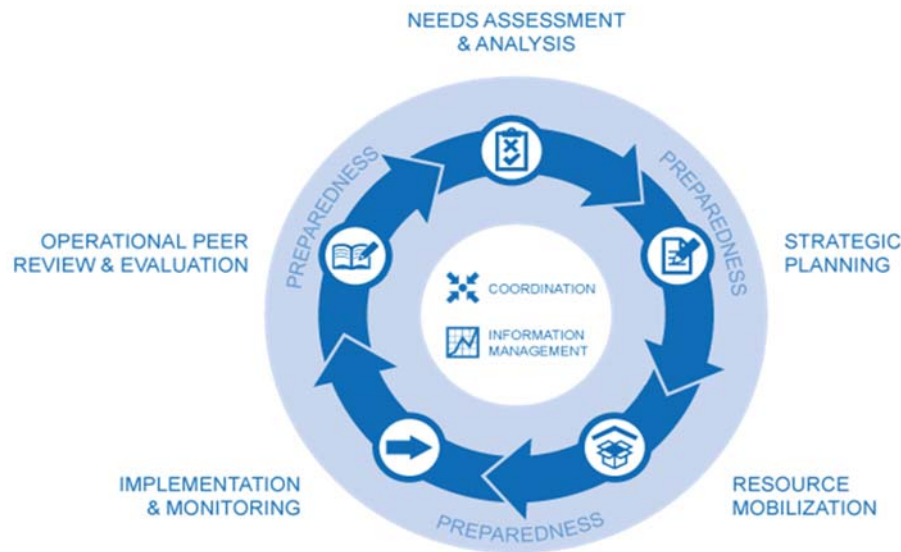 NEEDS ASSESSMENT
& ANALYSIS
PREPAREDNESS
PREPAREDNESS
OPERATIONAL PEER
REVIEW & EVALUATION
STRATEGIC
PLANNING
COORDINATION
INFORMATION
MANAGEMENT
IMPLEMENTATION
& MONITORING
RESOURCE
MOBILIZATION
PREPAREDNESS